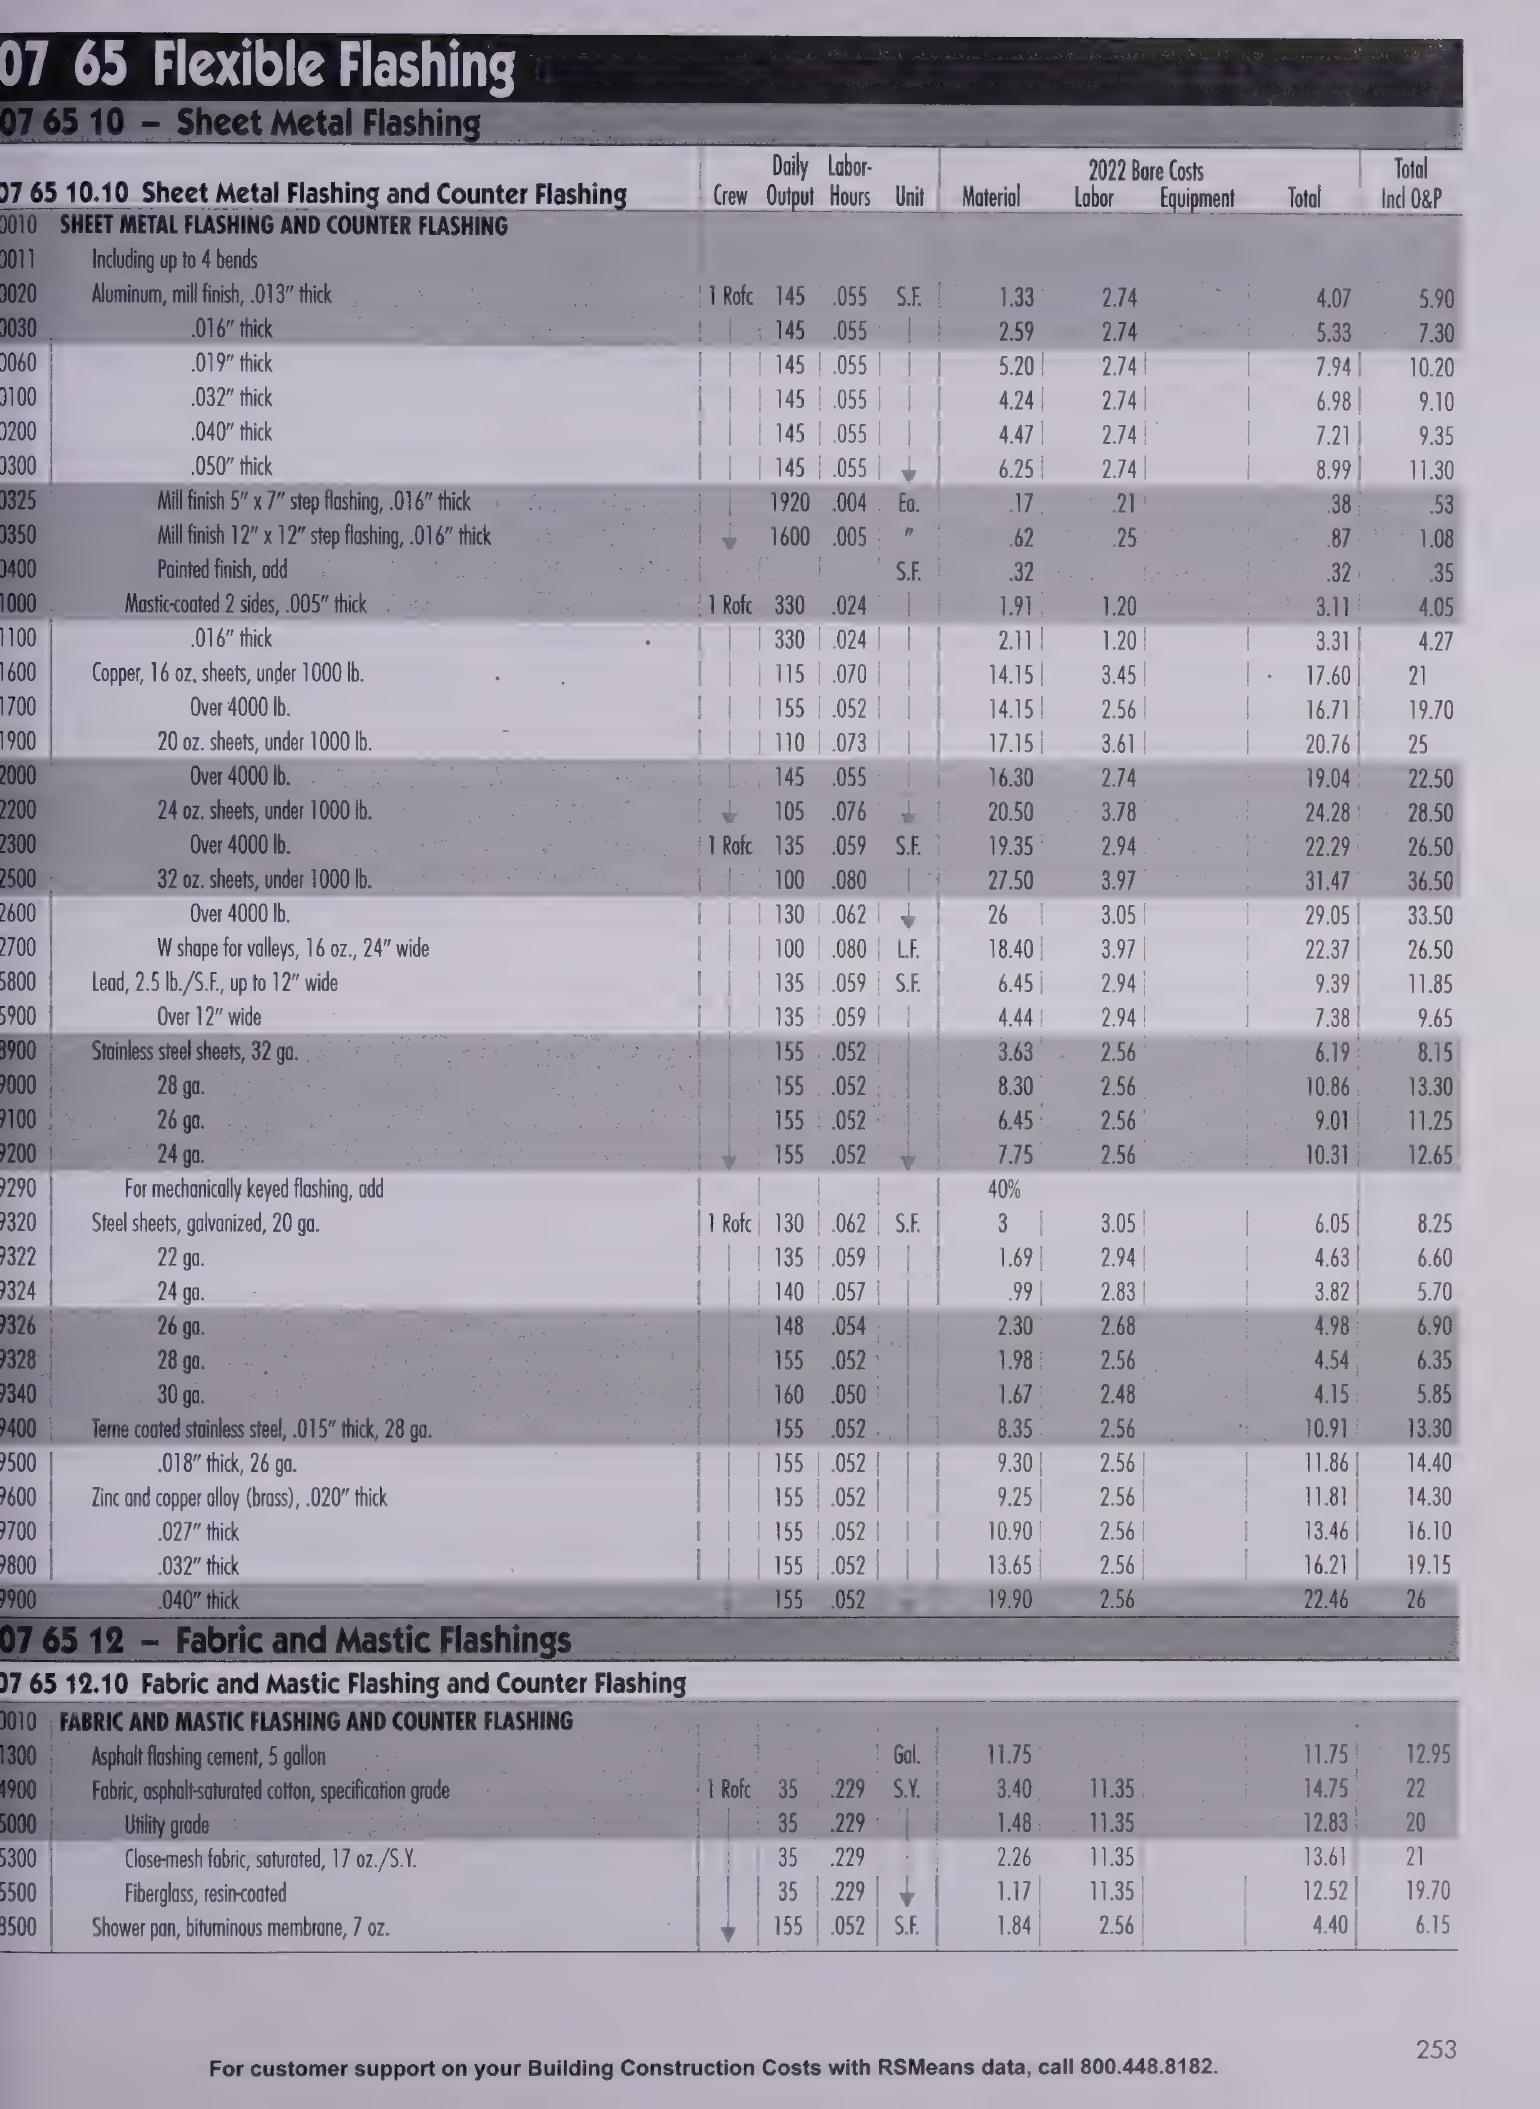 07 65 Flexible Flashing
07 65 10 – Sheet Metal Flashing
07 65 10.10 Sheet Metal Flashing and Counter Flashing Crew Daily Output Labor-Hours Unit Material 2022 Bare Costs Labor Equipment Total Total Incl O&P
0010 SHEET METAL FLASHING AND COUNTER FLASHING
0011 Including up to 4 bends
0020 Aluminum, mill finish, .013" thick 1 Rofc 145 .055 S.F. 1.33 2.74 4.07 5.90
0030 .016" thick 145 .055 2.59 2.74 5.33 7.30
0060 .019" thick 145 .055 5.20 2.74 7.94 10.20
0100 .032" thick 145 .055 4.24 2.74 6.98 9.10
0200 .040" thick 145 .055 4.47 2.74 7.21 9.35
0300 .050" thick 145 .055 6.25 2.74 8.99 11.30
0325 Mill finish 5" x 7" step flashing, .016" thick 1920 .004 Ea. .17 .21 .38 .53
0350 Mill finish 12" x 12" step flashing, .016" thick 1600 .005 " .62 .25 .87 1.08
0400 Painted finish, add S.F. .32 .32 .35
1000 Mastic-coated 2 sides, .005" thick 1 Rofc 330 .024 1.91 1.20 3.11 4.05
1100 .016" thick 330 .024 2.11 1.20 3.31 4.27
1600 Copper, 16 oz. sheets, under 1000 lb. 115 .070 14.15 3.45 17.60 21
1700 Over 4000 lb. 155 .052 14.15 2.56 16.71 19.70
1900 20 oz. sheets, under 1000 lb. 110 .073 17.15 3.61 20.76 25
2000 Over 4000 lb. 145 .055 16.30 2.74 19.04 22.50
2200 24 oz. sheets, under 1000 lb. 105 .076 20.50 3.78 24.28 28.50
2300 Over 4000 lb. 1 Rofc 135 .059 S.F. 19.35 2.94 22.29 26.50
2500 32 oz. sheets, under 1000 lb. 100 .080 27.50 3.97 31.47 36.50
2600 Over 4000 lb. 130 .062 26 3.05 29.05 33.50
2700 W shape for valleys, 16 oz., 24" wide 100 .080 L.F. 18.40 3.97 22.37 26.50
5800 Lead, 2.5 lb./S.F., up to 12" wide 135 .059 S.F. 6.45 2.94 9.39 11.85
5900 Over 12" wide 135 .059 4.44 2.94 7.38 9.65
8900 Stainless steel sheets, 32 ga. 155 .052 3.63 2.56 6.19 8.15
9000 28 ga. 155 .052 8.30 2.56 10.86 13.30
9100 26 ga. 155 .052 6.45 2.56 9.01 11.25
9200 24 ga. 155 .052 7.75 2.56 10.31 12.65
9290 For mechanically keyed flashing, add 40%
9320 Steel sheets, galvanized, 20 ga. 1 Rofc 130 .062 S.F. 3 3.05 6.05 8.25
9322 22 ga. 135 .059 1.69 2.94 4.63 6.60
9324 24 ga. 140 .057 .99 2.83 3.82 5.70
9326 26 ga. 148 .054 2.30 2.68 4.98 6.90
9328 28 ga. 155 .052 1.98 2.56 4.54 6.35
9340 30 ga. 160 .050 1.67 2.48 4.15 5.85
9400 Terne coated stainless steel, .015" thick, 28 ga. 155 .052 8.35 2.56 10.91 13.30
9500 .018" thick, 26 ga. 155 .052 9.30 2.56 11.86 14.40
9600 Zinc and copper alloy (brass), .020" thick 155 .052 9.25 2.56 11.81 14.30
9700 .027" thick 155 .052 10.90 2.56 13.46 16.10
9800 .032" thick 155 .052 13.65 2.56 16.21 19.15
9900 .040" thick 155 .052 19.90 2.56 22.46 26
07 65 12 – Fabric and Mastic Flashings
07 65 12.10 Fabric and Mastic Flashing and Counter Flashing
0010 FABRIC AND MASTIC FLASHING AND COUNTER FLASHING
1300 Asphalt flashing cement, 5 gallon Gal. 11.75 11.75 12.95
4900 Fabric, asphalt-saturated cotton, specification grade 1 Rofc 35 .229 S.Y. 3.40 11.35 14.75 22
5000 Utility grade 35 .229 1.48 11.35 12.83 20
5300 Close-mesh fabric, saturated, 17 oz./S.Y. 35 .229 2.26 11.35 13.61 21
5500 Fiberglass, resin-coated 35 .229 1.17 11.35 12.52 19.70
8500 Shower pan, bituminous membrane, 7 oz. 155 .052 S.F. 1.84 2.56 4.40 6.15
For customer support on your Building Construction Costs with RSMeans data, call 800.448.8182.
253